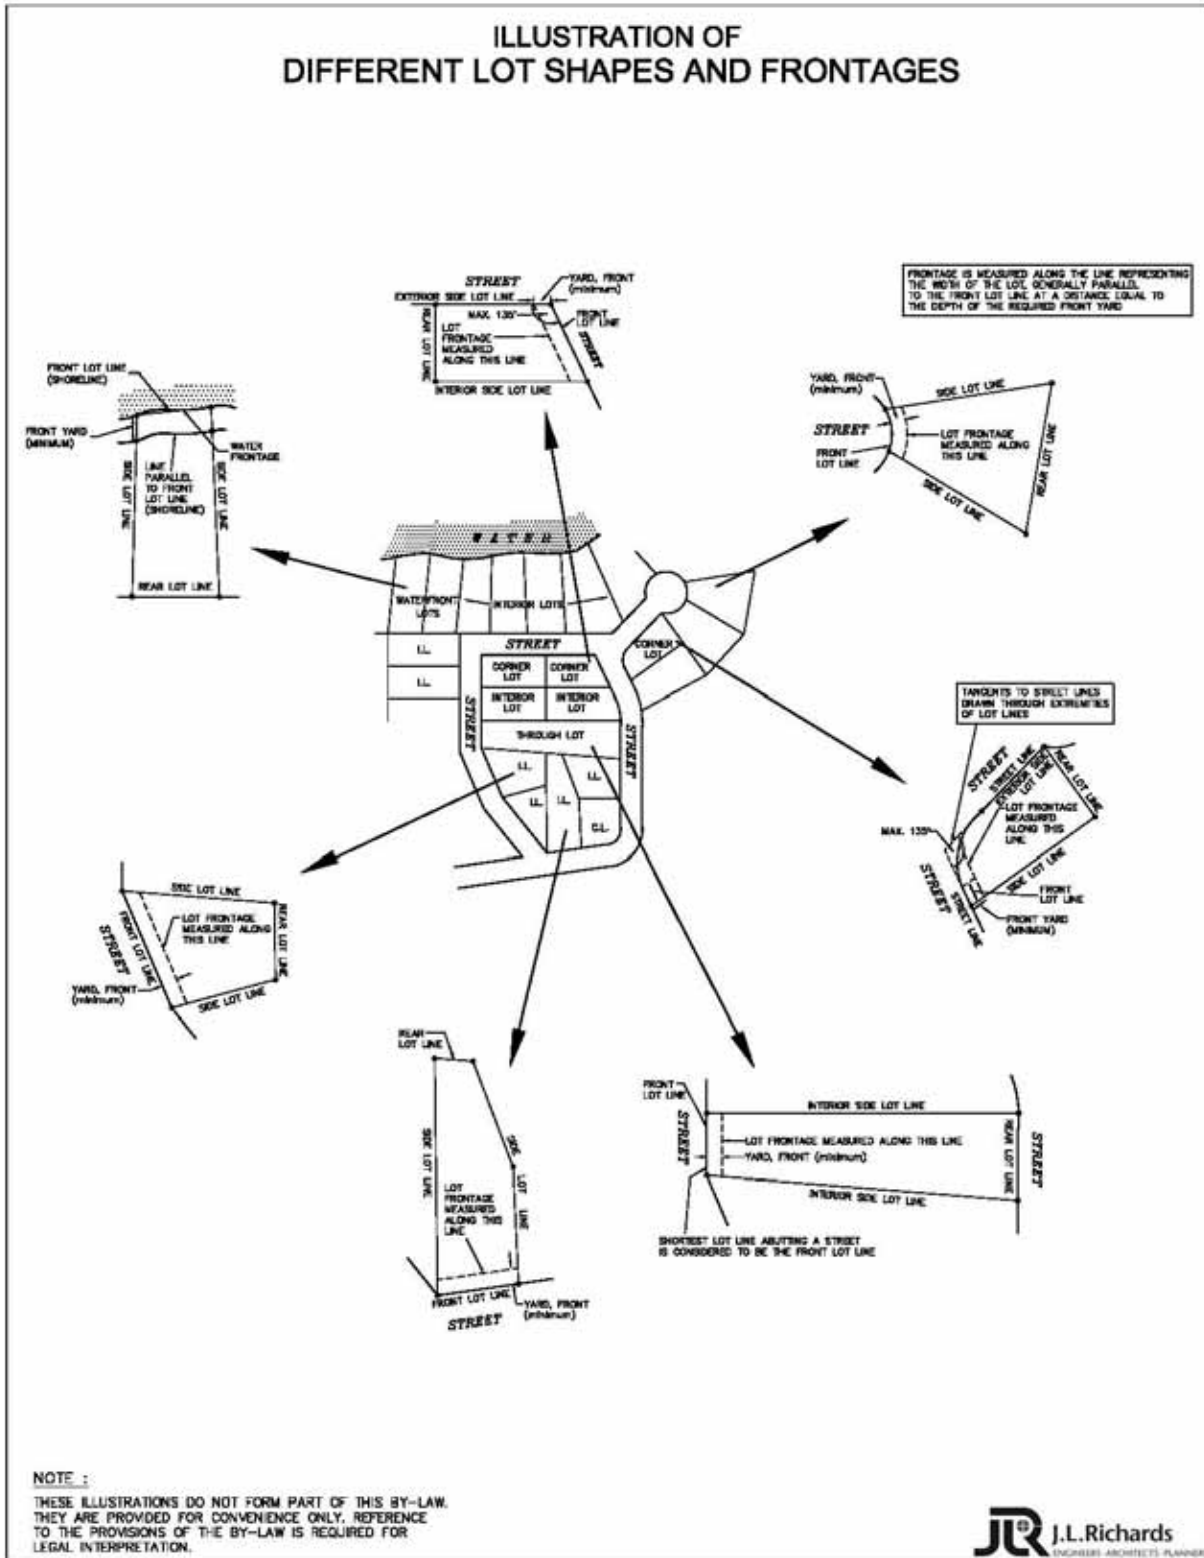 ILLUSTRATION OF
DIFFERENT LOT SHAPES AND FRONTAGES
STREET
EXTERIOR SIDE LOT LINE
YARD, FRONT
(minimum)
MAX. 135°
FRONT
LOT LINE
REAR LOT LINE
LOT
FRONTAGE
MEASURED
ALONG THIS LINE
STREET
INTERIOR SIDE LOT LINE
FRONTAGE IS MEASURED ALONG THE LINE REPRESENTING
THE WIDTH OF THE LOT, GENERALLY PARALLEL
TO THE FRONT LOT LINE AT A DISTANCE EQUAL TO
THE DEPTH OF THE REQUIRED FRONT YARD
FRONT LOT LINE
(SHORELINE)
FRONT YARD
(MINIMUM)
WATER
FRONTAGE
SIDE LOT LINE
LINE
PARALLEL
TO FRONT
LOT LINE
(SHORELINE)
SIDE LOT LINE
REAR LOT LINE
YARD, FRONT
(minimum)
SIDE LOT LINE
STREET
LOT FRONTAGE
MEASURED ALONG
THIS LINE
FRONT
LOT LINE
REAR LOT LINE
SIDE LOT LINE
WATER
WATERFRONT
LOTS
INTERIOR LOTS
STREET
I.L.
I.L.
CORNER
LOT
CORNER
LOT
CORNER
LOT
INTERIOR
LOT
INTERIOR
LOT
STREET
THROUGH LOT
STREET
I.L.
I.L.
I.L.
I.L.
C.L.
TANGENTS TO STREET LINES
DRAWN THROUGH EXTREMITIES
OF LOT LINES
STREET
STREET LINE
EXTERIOR SIDE
LOT LINE
REAR LOT LINE
LOT FRONTAGE
MEASURED
ALONG THIS
LINE
MAX. 135°
SIDE LOT LINE
STREET
STREET LINE
FRONT
LOT LINE
FRONT YARD
(MINIMUM)
SIDE LOT LINE
LOT FRONTAGE
MEASURED ALONG
THIS LINE
REAR LOT LINE
FRONT LOT LINE
STREET
YARD, FRONT
(minimum)
SIDE LOT LINE
REAR
LOT LINE
SIDE LOT LINE
SIDE LOT LINE
LOT
FRONTAGE
MEASURED
ALONG THIS
LINE
FRONT LOT LINE
YARD, FRONT
(minimum)
STREET
FRONT
LOT LINE
INTERIOR SIDE LOT LINE
STREET
LOT FRONTAGE MEASURED ALONG THIS LINE
YARD, FRONT (minimum)
REAR LOT LINE
STREET
INTERIOR SIDE LOT LINE
SHORTEST LOT LINE ABUTTING A STREET
IS CONSIDERED TO BE THE FRONT LOT LINE
NOTE :
THESE ILLUSTRATIONS DO NOT FORM PART OF THIS BY-LAW.
THEY ARE PROVIDED FOR CONVENIENCE ONLY. REFERENCE
TO THE PROVISIONS OF THE BY-LAW IS REQUIRED FOR
LEGAL INTERPRETATION.
JLR J.L.Richards
ENGINEERS·ARCHITECTS·PLANNERS